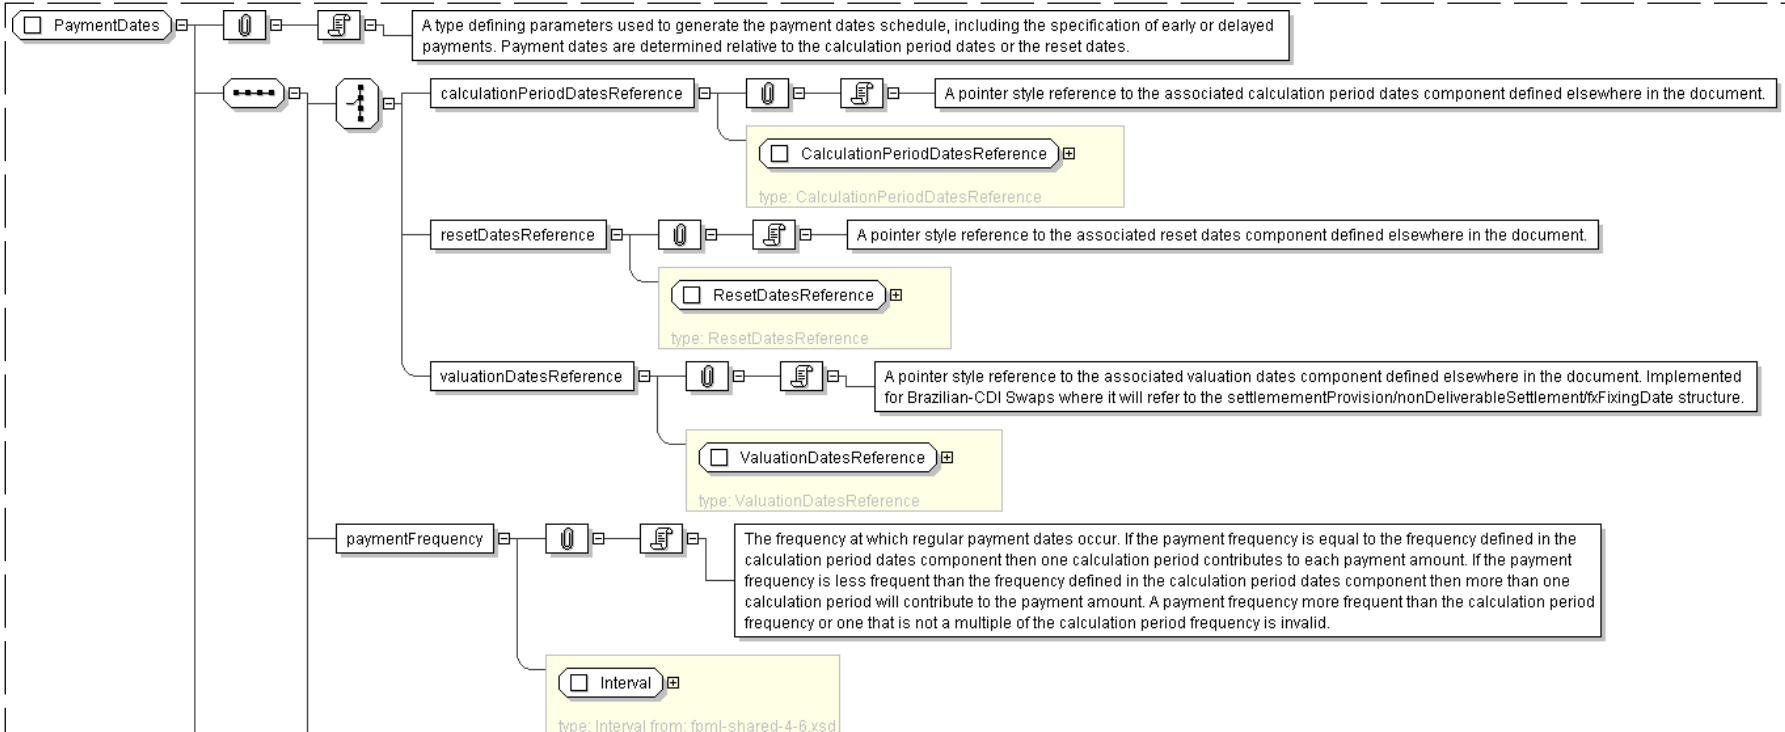 PaymentDates
A type defining parameters used to generate the payment dates schedule, including the specification of early or delayed
payments. Payment dates are determined relative to the calculation period dates or the reset dates.
calculationPeriodDatesReference
A pointer style reference to the associated calculation period dates component defined elsewhere in the document.
CalculationPeriodDatesReference
type: CalculationPeriodDatesReference
resetDatesReference
A pointer style reference to the associated reset dates component defined elsewhere in the document.
ResetDatesReference
type: ResetDatesReference
valuationDatesReference
A pointer style reference to the associated valuation dates component defined elsewhere in the document. Implemented
for Brazilian-CDI Swaps where it will refer to the settlemementProvision/nonDeliverableSettlement/fxFixingDate structure.
ValuationDatesReference
type: ValuationDatesReference
paymentFrequency
The frequency at which regular payment dates occur. If the payment frequency is equal to the frequency defined in the
calculation period dates component then one calculation period contributes to each payment amount. If the payment
frequency is less frequent than the frequency defined in the calculation period dates component then more than one
calculation period will contribute to the payment amount. A payment frequency more frequent than the calculation period
frequency or one that is not a multiple of the calculation period frequency is invalid.
Interval
type: Interval from: fpml-shared-4-6.xsd